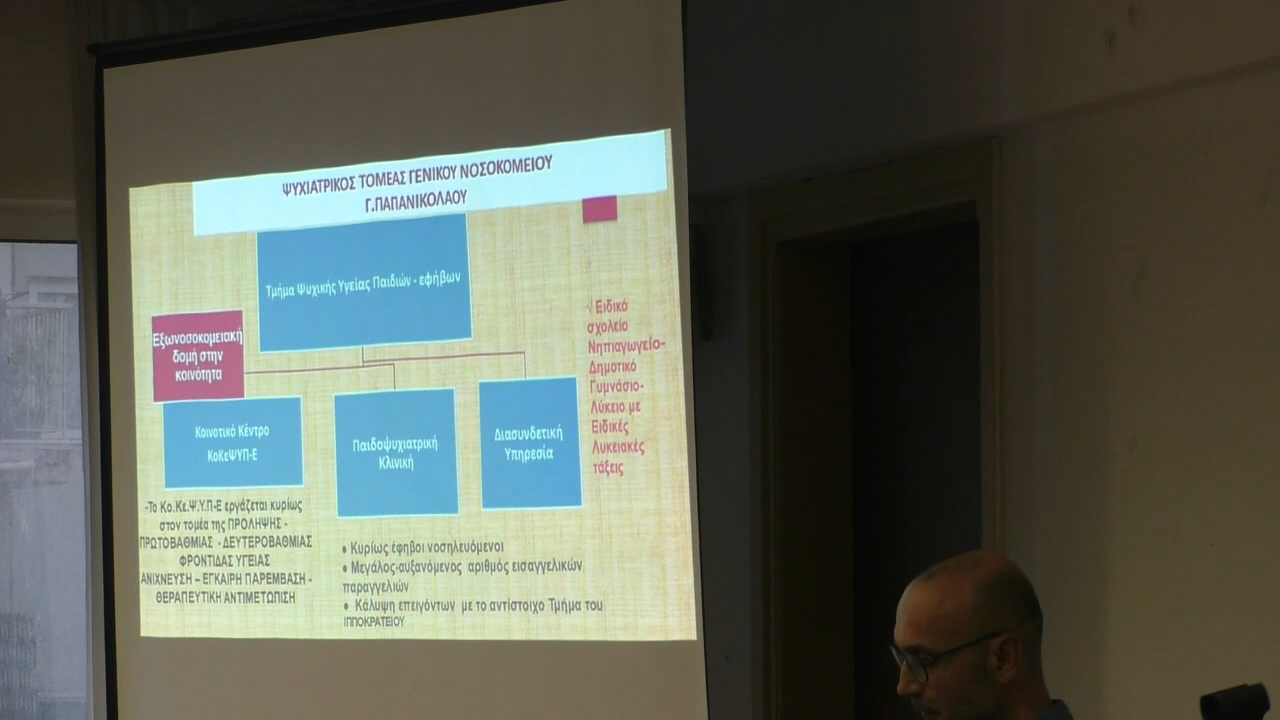 ΨΥΧΙΑΤΡΙΚΟΣ ΤΟΜΕΑΣ ΓΕΝΙΚΟΥ ΝΟΣΟΚΟΜΕΙΟΥ
Γ.ΠΑΠΑΝΙΚΟΛΑΟΥ
Τμήμα Ψυχικής Υγείας Παιδιών - εφήβων
Εξωνοσοκομειακή
δομή στην
κοινότητα
Κοινοτικό Κέντρο
ΚοΚεΨΥΠ-Ε
Παιδοψυχιατρική
Κλινική
Διασυνδετική
Υπηρεσία
√ Ειδικό
σχολείο
Νηπιαγωγείο-
Δημοτικό
Γυμνάσιο-
Λύκειο με
Ειδικές
Λυκειακές
τάξεις
-Το Κο.Κε.Ψ.Υ.Π-Ε εργάζεται κυρίως
στον τομέα της ΠΡΟΛΗΨΗΣ -
ΠΡΩΤΟΒΑΘΜΙΑΣ - ΔΕΥΤΕΡΟΒΑΘΜΙΑΣ
ΦΡΟΝΤΙΔΑΣ ΥΓΕΙΑΣ
ΑΝΙΧΝΕΥΣΗ – ΕΓΚΑΙΡΗ ΠΑΡΕΜΒΑΣΗ -
ΘΕΡΑΠΕΥΤΙΚΗ ΑΝΤΙΜΕΤΩΠΙΣΗ
• Κυρίως έφηβοι νοσηλευόμενοι
• Μεγάλος-αυξανόμενος αριθμός εισαγγελικών
παραγγελιών
• Κάλυψη επειγόντων με το αντίστοιχο Τμήμα του
ΙΠΠΟΚΡΑΤΕΙΟΥ